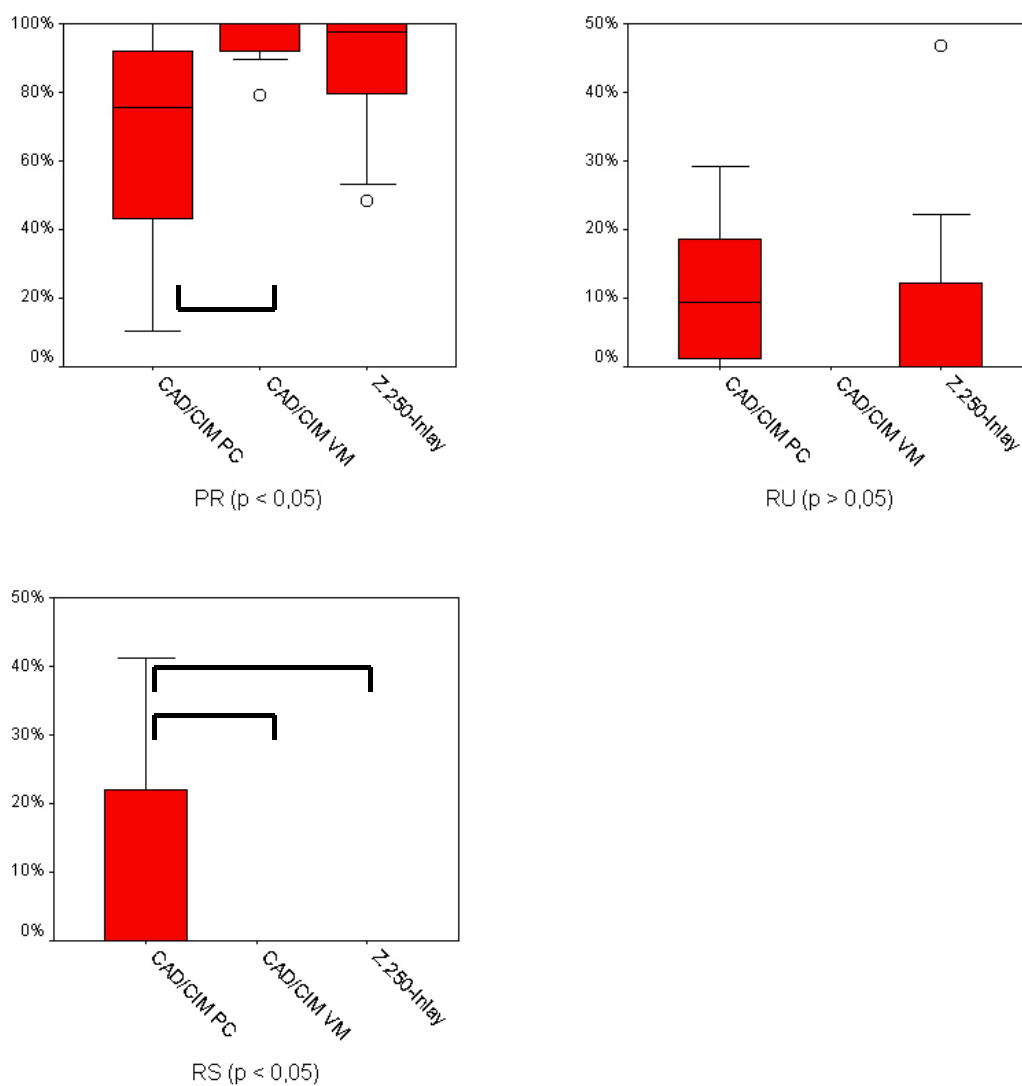 100%
80%
60%
40%
20%
0%
CAD/CIM PC
CAD/CIM VM
Z.250-Inlay
PR (p < 0,05)
50%
40%
30%
20%
10%
0%
CAD/CIM PC
CAD/CIM VM
Z.250-Inlay
RU (p > 0,05)
50%
40%
30%
20%
10%
0%
CAD/CIM PC
CAD/CIM VM
Z.250-Inlay
RS (p < 0,05)